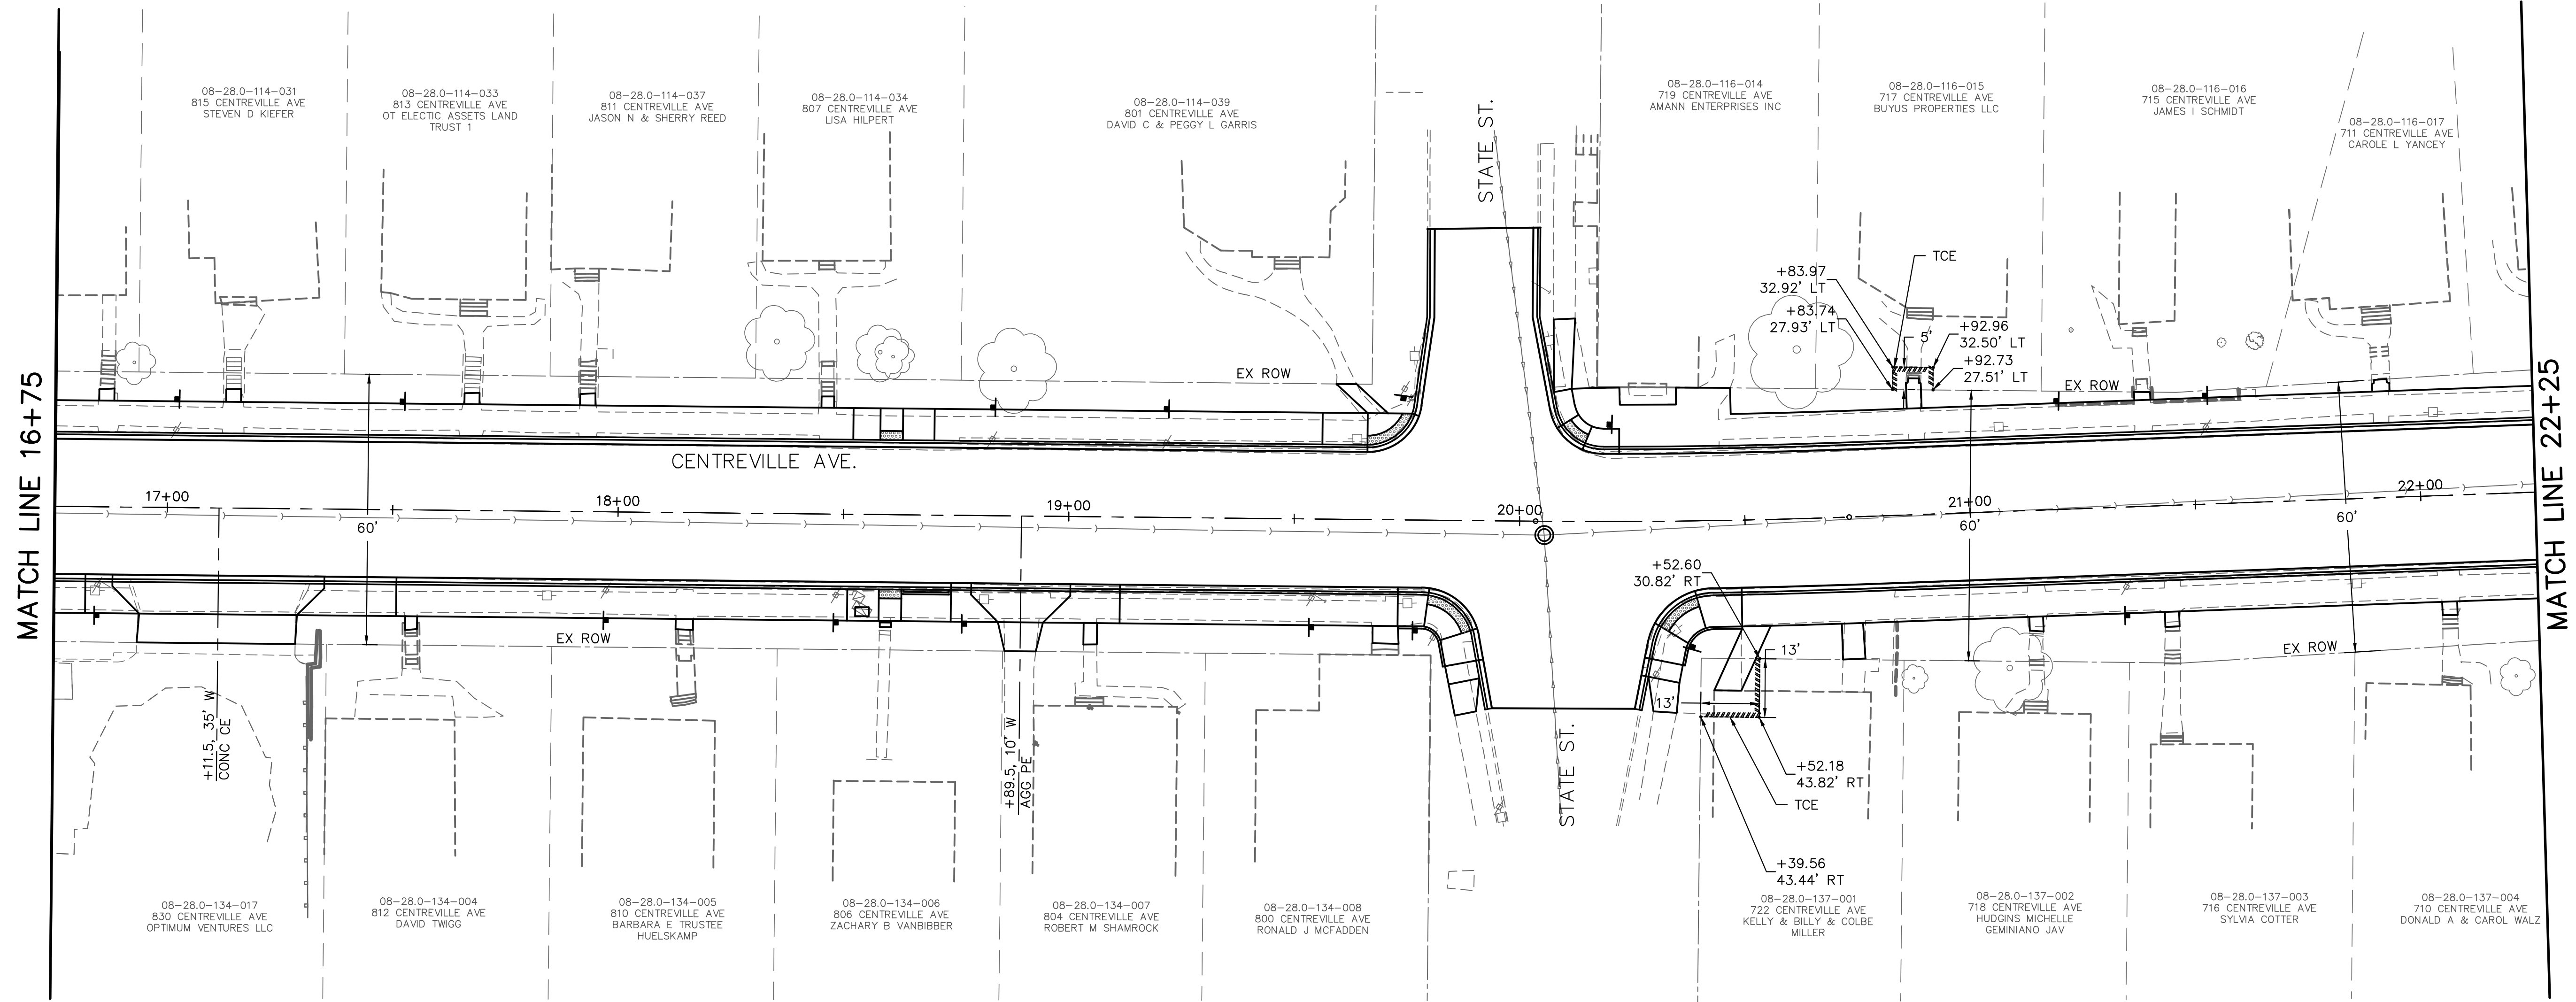 08-28.0-114-031
815 CENTREVILLE AVE
STEVEN D KIEFER
08-28.0-114-033
813 CENTREVILLE AVE
OT ELECTIC ASSETS LAND
TRUST 1
08-28.0-114-037
811 CENTREVILLE AVE
JASON N & SHERRY REED
08-28.0-114-034
807 CENTREVILLE AVE
LISA HILPERT
08-28.0-114-039
801 CENTREVILLE AVE
DAVID C & PEGGY L GARRIS
STATE ST.
08-28.0-116-014
719 CENTREVILLE AVE
AMANN ENTERPRISES INC
08-28.0-116-015
717 CENTREVILLE AVE
BUYUS PROPERTIES LLC
08-28.0-116-016
715 CENTREVILLE AVE
JAMES I SCHMIDT
08-28.0-116-017
711 CENTREVILLE AVE
CAROLE L YANCEY
TCE
+83.97
32.92' LT
+83.74
27.93' LT
5'
+92.96
32.50' LT
+92.73
27.51' LT
EX ROW
EX ROW
MATCH LINE 16+75
CENTREVILLE AVE.
MATCH LINE 22+25
17+00
18+00
19+00
20+00
21+00
22+00
60'
60'
60'
+52.60
30.82' RT
EX ROW
EX ROW
13'
13'
+11.5, 35' W
CONC CE
+89.5, 10' W
AGG PE
STATE ST.
+52.18
43.82' RT
TCE
+39.56
43.44' RT
08-28.0-134-017
830 CENTREVILLE AVE
OPTIMUM VENTURES LLC
08-28.0-134-004
812 CENTREVILLE AVE
DAVID TWIGG
08-28.0-134-005
810 CENTREVILLE AVE
BARBARA E TRUSTEE
HUELSKAMP
08-28.0-134-006
806 CENTREVILLE AVE
ZACHARY B VANBIBBER
08-28.0-134-007
804 CENTREVILLE AVE
ROBERT M SHAMROCK
08-28.0-134-008
800 CENTREVILLE AVE
RONALD J MCFADDEN
08-28.0-137-001
722 CENTREVILLE AVE
KELLY & BILLY & COLBE
MILLER
08-28.0-137-002
718 CENTREVILLE AVE
HUDGINS MICHELLE
GEMINIANO JAV
08-28.0-137-003
716 CENTREVILLE AVE
SYLVIA COTTER
08-28.0-137-004
710 CENTREVILLE AVE
DONALD A & CAROL WALZ